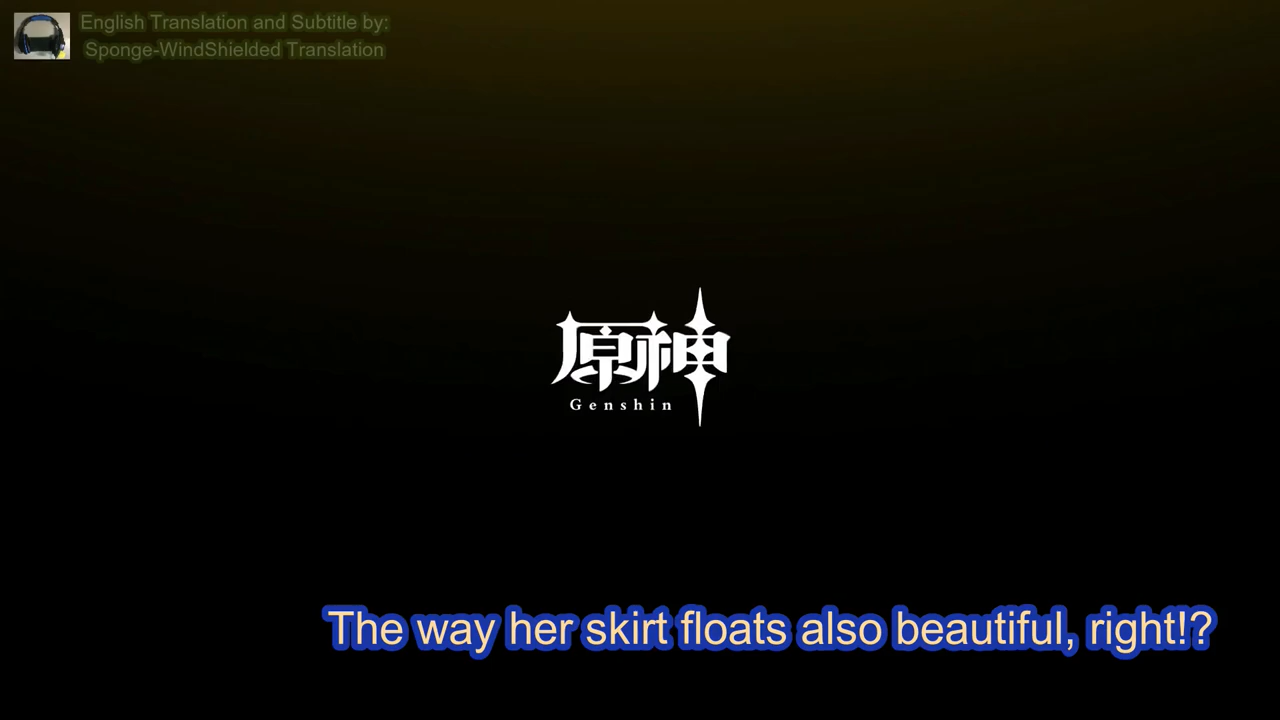 English Translation and Subtitle by:
Sponge-WindShielded Translation
原神
Genshin
The way her skirt floats also beautiful, right!?